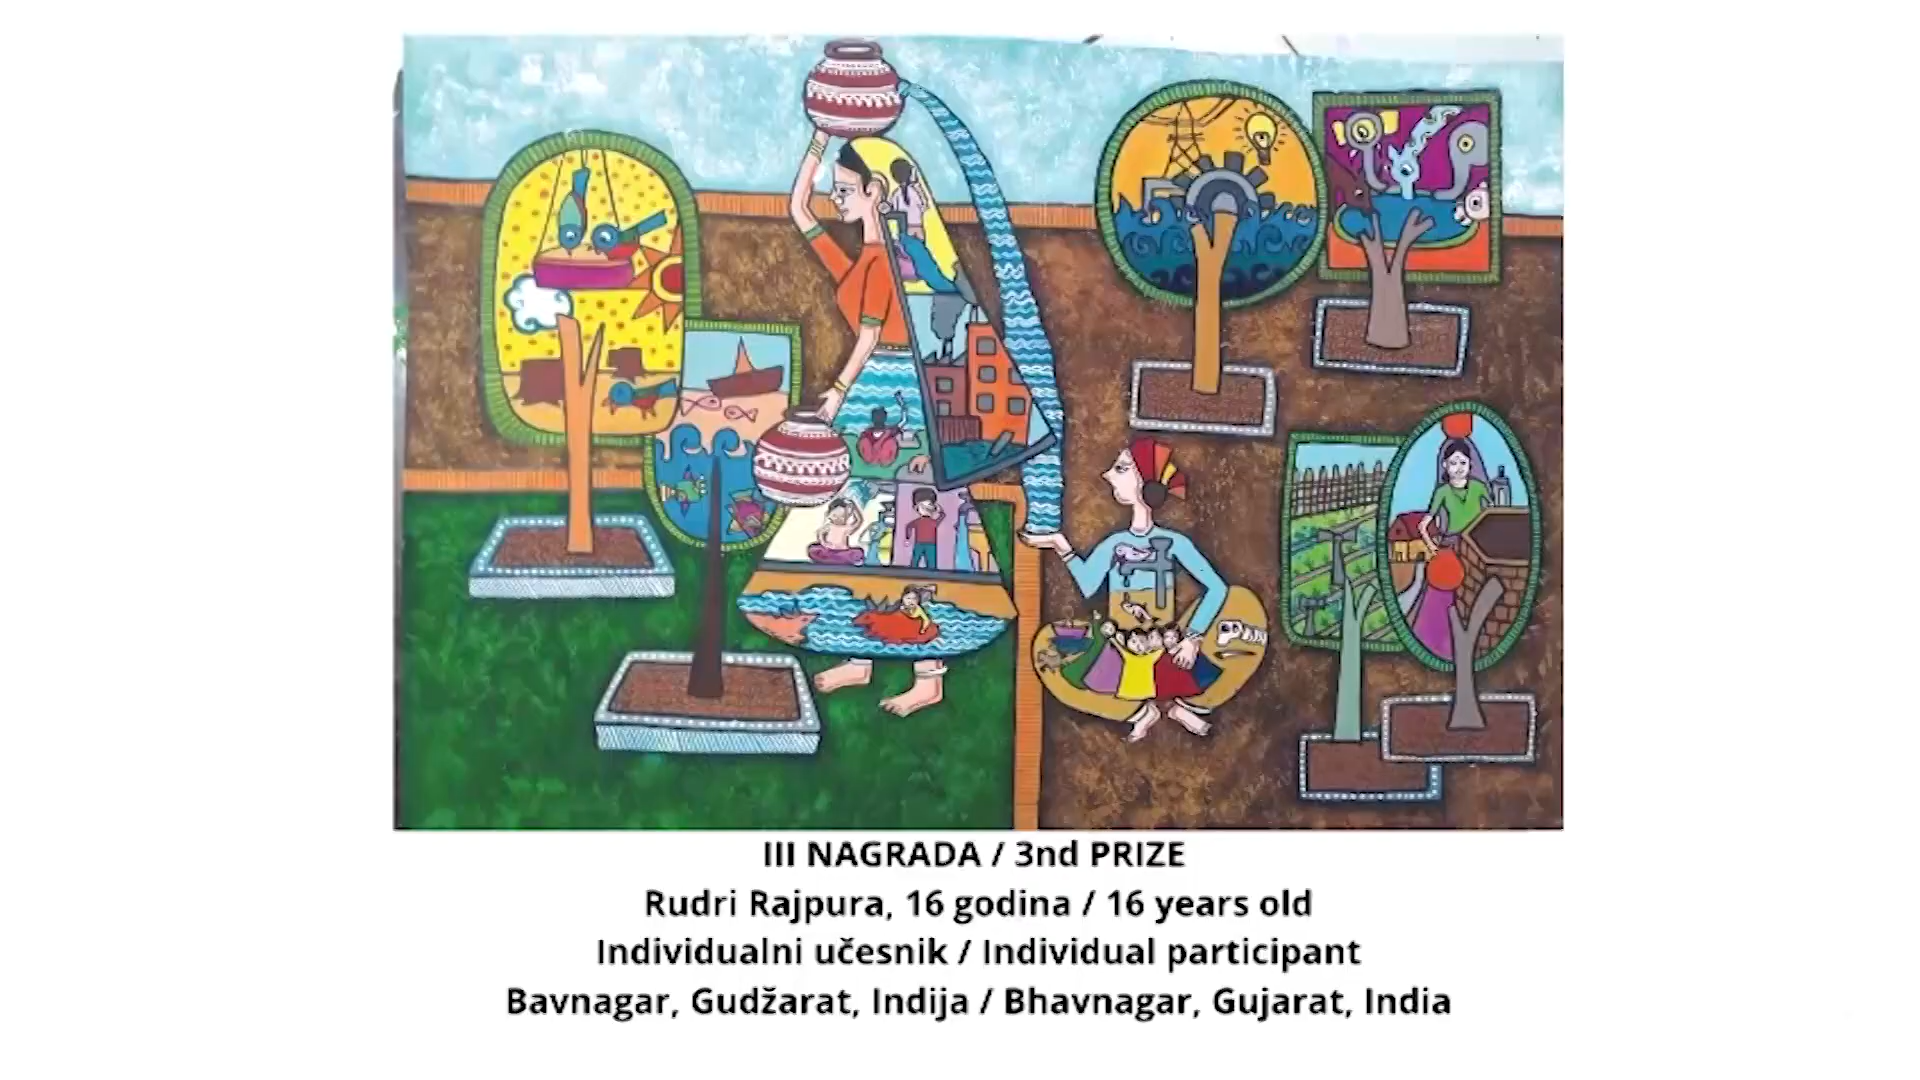 III NAGRADA / 3nd PRIZE
Rudri Rajpura, 16 godina / 16 years old
Individualni učesnik / Individual participant
Bavnagar, Gudžarat, Indija / Bhavnagar, Gujarat, India